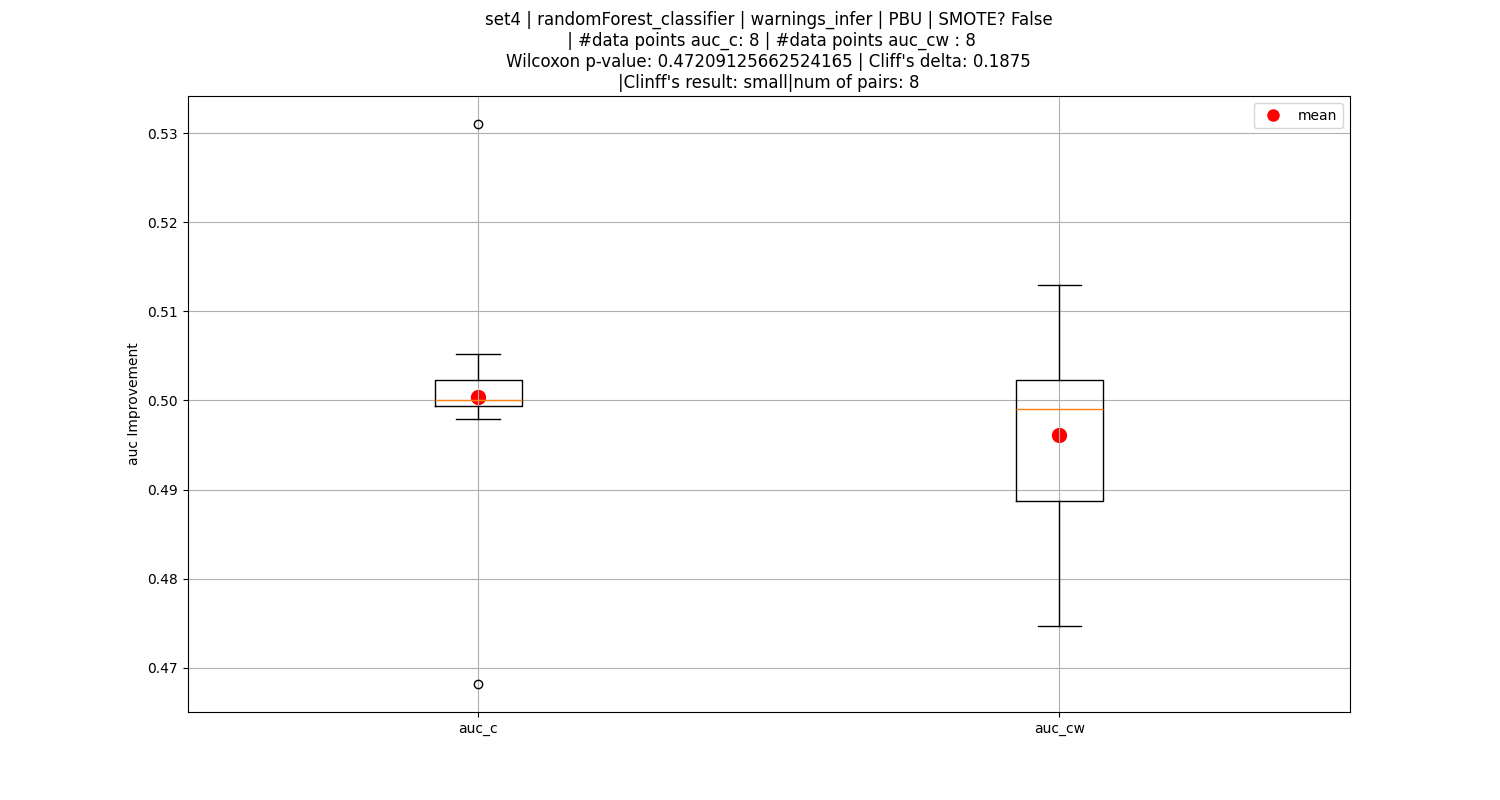 set4 | randomForest_classifier | warnings_infer | PBU | SMOTE? False
| #data points auc_c: 8 | #data points auc_cw : 8
Wilcoxon p-value: 0.47209125662524165 | Cliff's delta: 0.1875
|Clinff's result: small|num of pairs: 8
mean
0.53
0.52
0.51
0.50
0.49
0.48
0.47
auc Improvement
auc_c
auc_cw